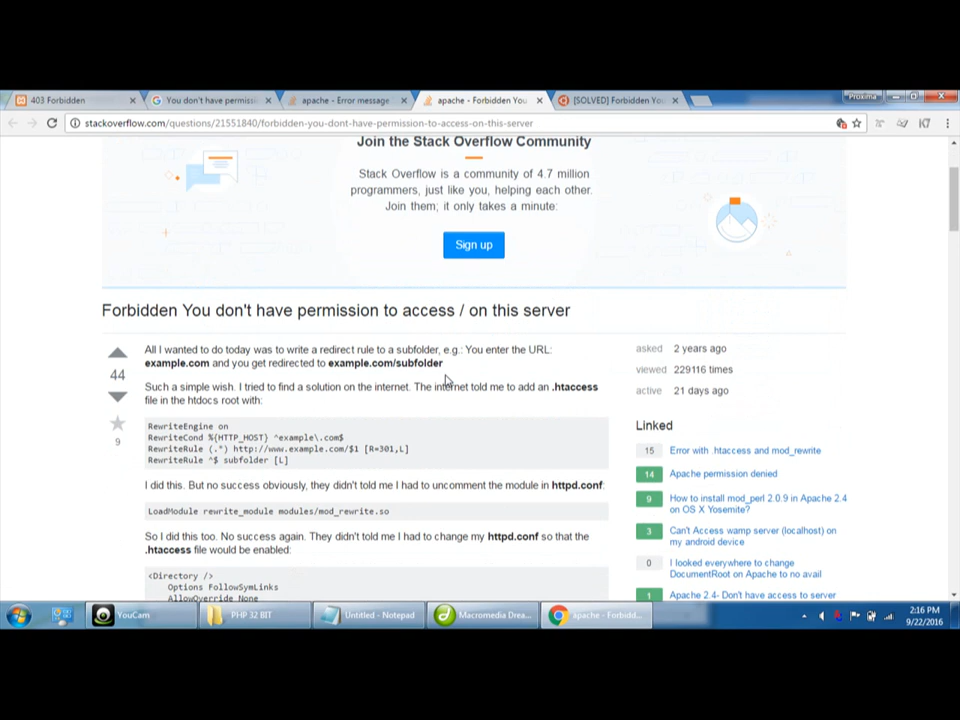 403 Forbidden
You don't have permissi
apache - Error message
apache - Forbidden You
[SOLVED] Forbidden You
Proxima
stackoverflow.com/questions/21551840/forbidden-you-dont-have-permission-to-access-on-this-server
Join the Stack Overflow Community
Stack Overflow is a community of 4.7 million
programmers, just like you, helping each other.
Join them; it only takes a minute:
Sign up
Forbidden You don't have permission to access / on this server
44
9
All I wanted to do today was to write a redirect rule to a subfolder, e.g.: You enter the URL:
example.com and you get redirected to example.com/subfolder
Such a simple wish. I tried to find a solution on the internet. The internet told me to add an .htaccess
file in the htdocs root with:
RewriteEngine on
RewriteCond %{HTTP_HOST} ^example\.com$
RewriteRule (.*) http://www.example.com/$1 [R=301,L]
RewriteRule ^$ subfolder [L]
I did this. But no success obviously, they didn't told me I had to uncomment the module in httpd.conf:
LoadModule rewrite_module modules/mod_rewrite.so
So I did this too. No success again. They didn't told me I had to change my httpd.conf so that the
.htaccess file would be enabled:
<Directory />
Options FollowSymLinks
AllowOverride None
asked 2 years ago
viewed 229116 times
active 21 days ago
Linked
15 Error with .htaccess and mod_rewrite
14 Apache permission denied
9 How to install mod_perl 2.0.9 in Apache 2.4
on OS X Yosemite?
3 Can't Access wamp server (localhost) on
my android device
0 I looked everywhere to change
DocumentRoot on Apache to no avail
1 Apache 2.4- Don't have access to server
YouCam
PHP 32 BIT
Untitled - Notepad
Macromedia Drea...
apache - Forbidd...
2:16 PM
9/22/2016